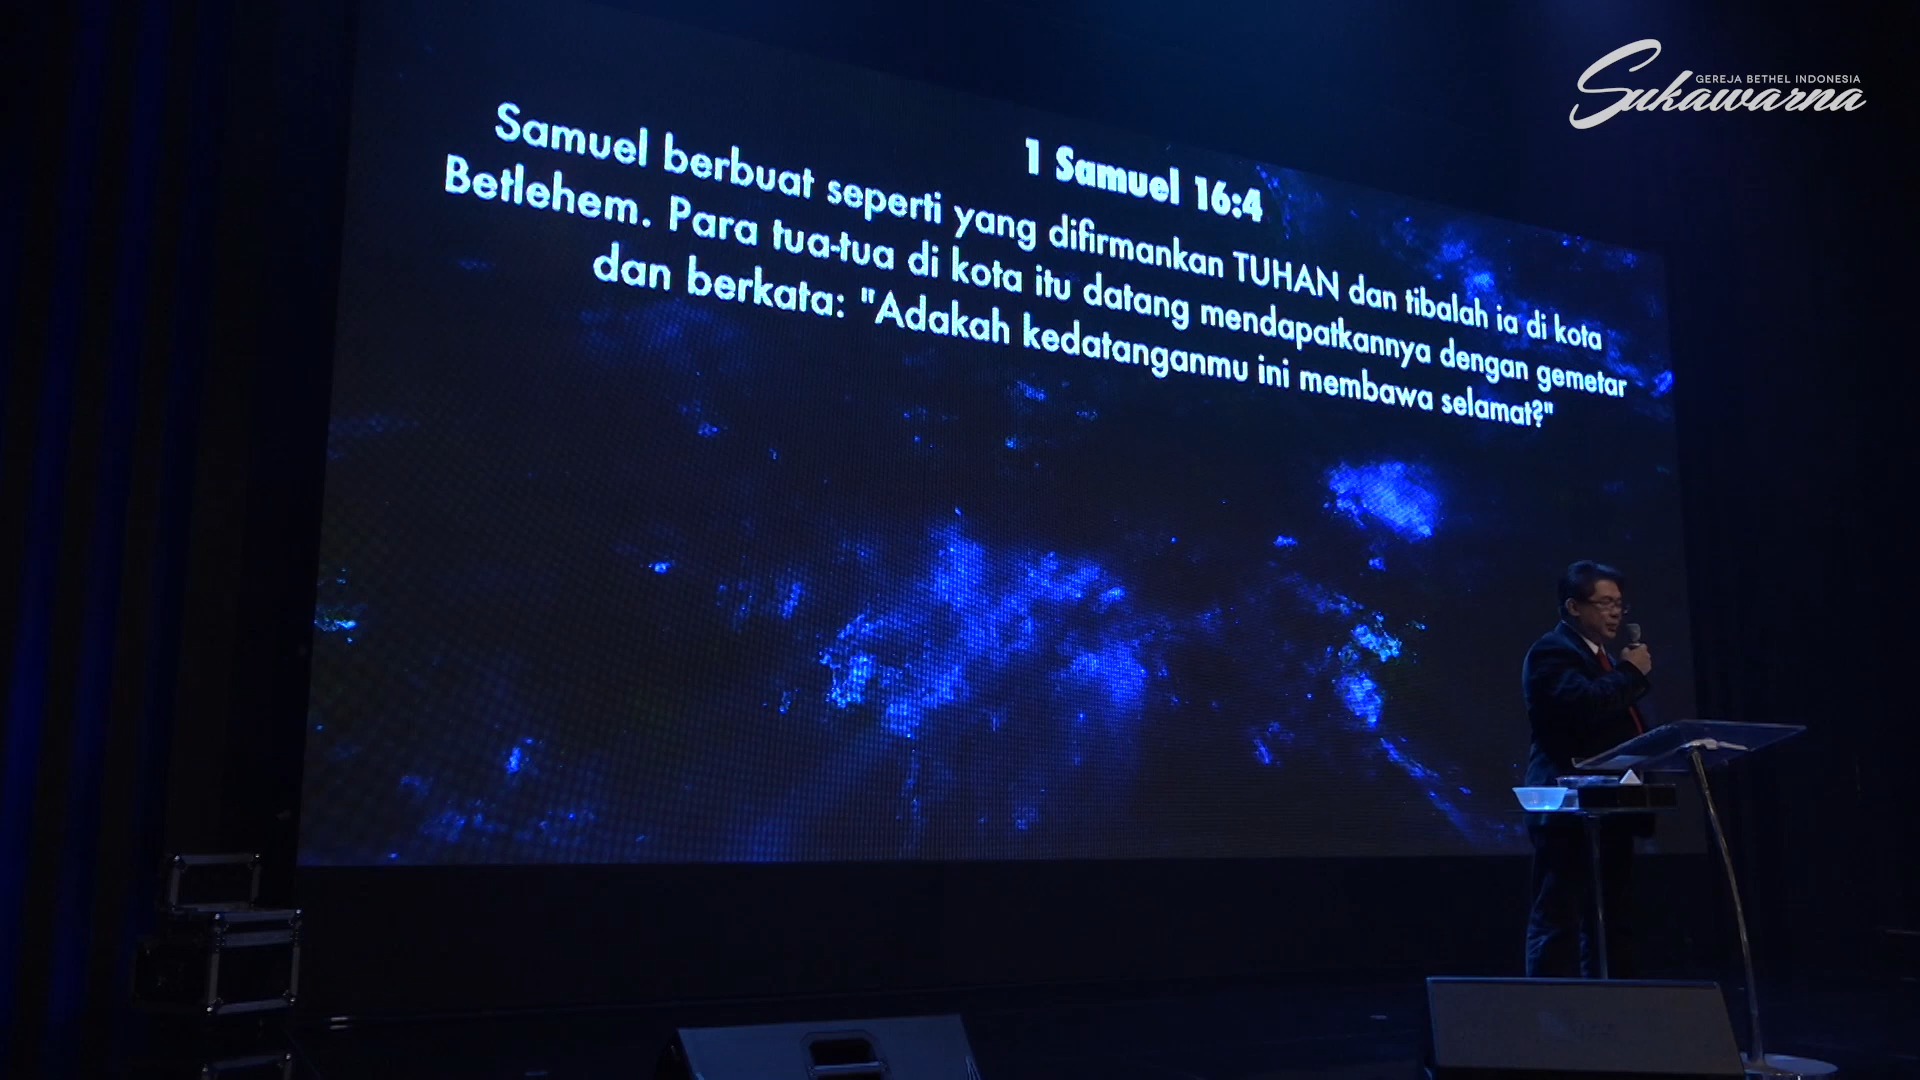 GEREJA BETHEL INDONESIA
Sukawarna
1 Samuel 16:4
Samuel berbuat seperti yang difirmankan TUHAN dan tibalah ia di kota
Betlehem. Para tua-tua di kota itu datang mendapatkannya dengan gemetar
dan berkata: "Adakah kedatanganmu ini membawa selamat?"